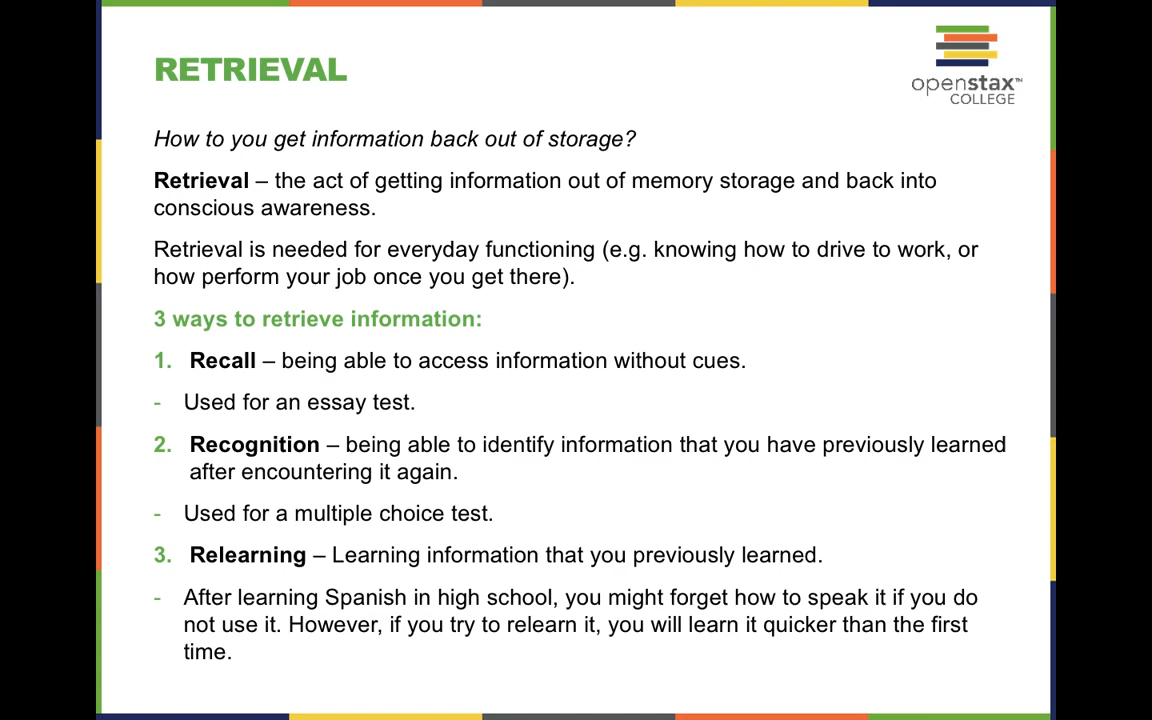 RETRIEVAL
openstax™
COLLEGE
How to you get information back out of storage?
Retrieval – the act of getting information out of memory storage and back into
conscious awareness.
Retrieval is needed for everyday functioning (e.g. knowing how to drive to work, or
how perform your job once you get there).
3 ways to retrieve information:
1. Recall – being able to access information without cues.
- Used for an essay test.
2. Recognition – being able to identify information that you have previously learned
after encountering it again.
- Used for a multiple choice test.
3. Relearning – Learning information that you previously learned.
- After learning Spanish in high school, you might forget how to speak it if you do
not use it. However, if you try to relearn it, you will learn it quicker than the first
time.